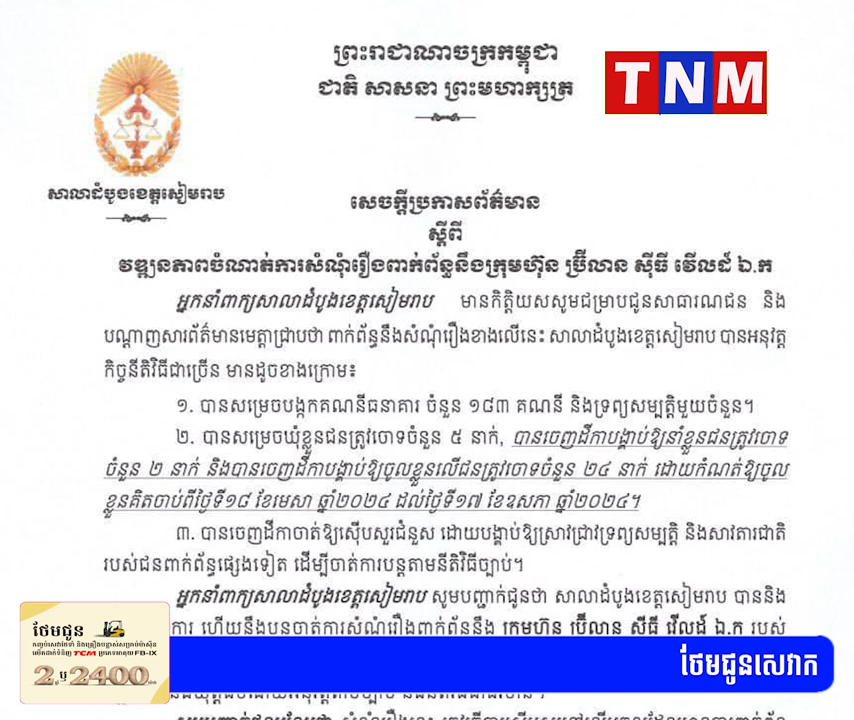 ព្រះរាជាណាចក្រកម្ពុជា
ជាតិ សាសនា ព្រះមហាក្សត្រ
TNM
សាលាដំបូងខេត្តសៀមរាប
សេចក្តីប្រកាសព័ត៌មាន
ស្តីពី
វឌ្ឍនភាពចំណាត់ការសំណុំរឿងពាក់ព័ន្ធនឹងក្រុមហ៊ុន ប្រ៊ីលាន ស៊ីធី វើលដ៍ ឯ.ក
អ្នកនាំពាក្យសាលាដំបូងខេត្តសៀមរាប មានកិត្តិយសសូមជម្រាបជូនសាធារណជន និង
បណ្តាញសារព័ត៌មានមេត្តាជ្រាបថា ពាក់ព័ន្ធនឹងសំណុំរឿងខាងលើនេះ សាលាដំបូងខេត្តសៀមរាប បានអនុវត្ត
កិច្ចនីតិវិធីជាច្រើន មានដូចខាងក្រោម៖
១. បានសម្រេចបង្កកគណនីធនាគារ ចំនួន ១៨៣ គណនី និងទ្រព្យសម្បត្តិមួយចំនួន។
២. បានសម្រេចឃុំខ្លួនជនត្រូវចោទចំនួន ៥ នាក់, បានចេញដីកាបង្គាប់ឱ្យនាំខ្លួនជនត្រូវចោទ
ចំនួន ២ នាក់ និងបានចេញដីកាបង្គាប់ឱ្យចូលខ្លួនលើជនត្រូវចោទចំនួន ២៤ នាក់ ដោយកំណត់ឱ្យចូល
ខ្លួនគិតចាប់ពីថ្ងៃទី១៨ ខែមេសា ឆ្នាំ២០២៤ ដល់ថ្ងៃទី១៧ ខែឧសភា ឆ្នាំ២០២៤។
៣. បានចេញដីកាចាត់ឱ្យស៊ើបសួរជំនួស ដោយបង្គាប់ឱ្យស្រាវជ្រាវទ្រព្យសម្បត្តិ និងសាវតារជាតិ
របស់ជនពាក់ព័ន្ធផ្សេងទៀត ដើម្បីចាត់ការបន្តតាមនីតិវិធីច្បាប់។
អ្នកនាំពាក្យសាលាដំបូងខេត្តសៀមរាប សូមបញ្ជាក់ជូនថា សាលាដំបូងខេត្តសៀមរាប បាននិង
ការ ហើយនឹងបន្តចាត់ការសំណុំរឿងពាក់ព័ន្ធនឹង ក្រុមហ៊ុន ប្រ៊ីលាន ស៊ីធី វើលដ៍ ឯ.ក របស់
ថែមជូន
TCM
FB-IX
2 ឬ 2400
ថែមជូនសេវាក